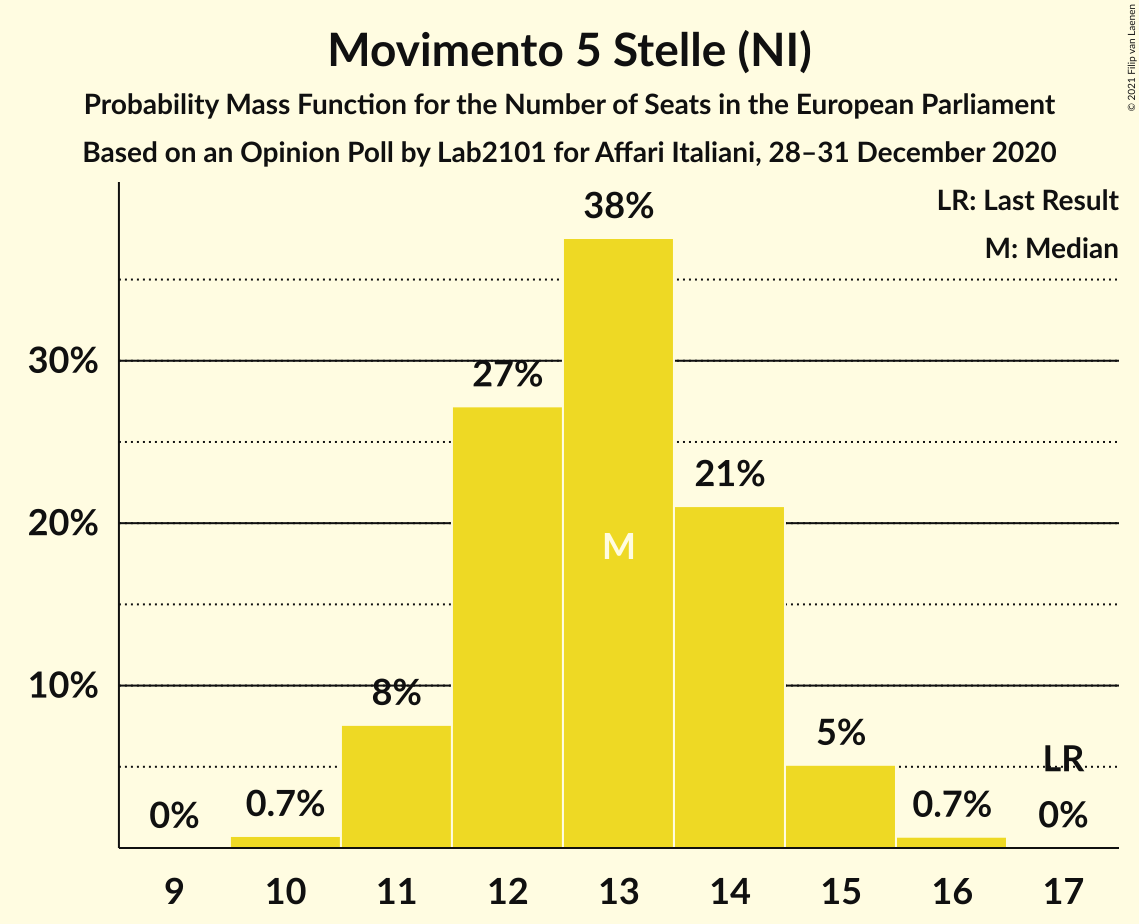 Movimento 5 Stelle (NI)
Probability Mass Function for the Number of Seats in the European Parliament
Based on an Opinion Poll by Lab2101 for Affari Italiani, 28–31 December 2020
© 2021 Filip van Laenen
LR: Last Result
M: Median
38%
30%
27%
21%
20%
M
10%
8%
5%
LR
0%
0.7%
0.7%
0%
9 10 11 12 13 14 15 16 17